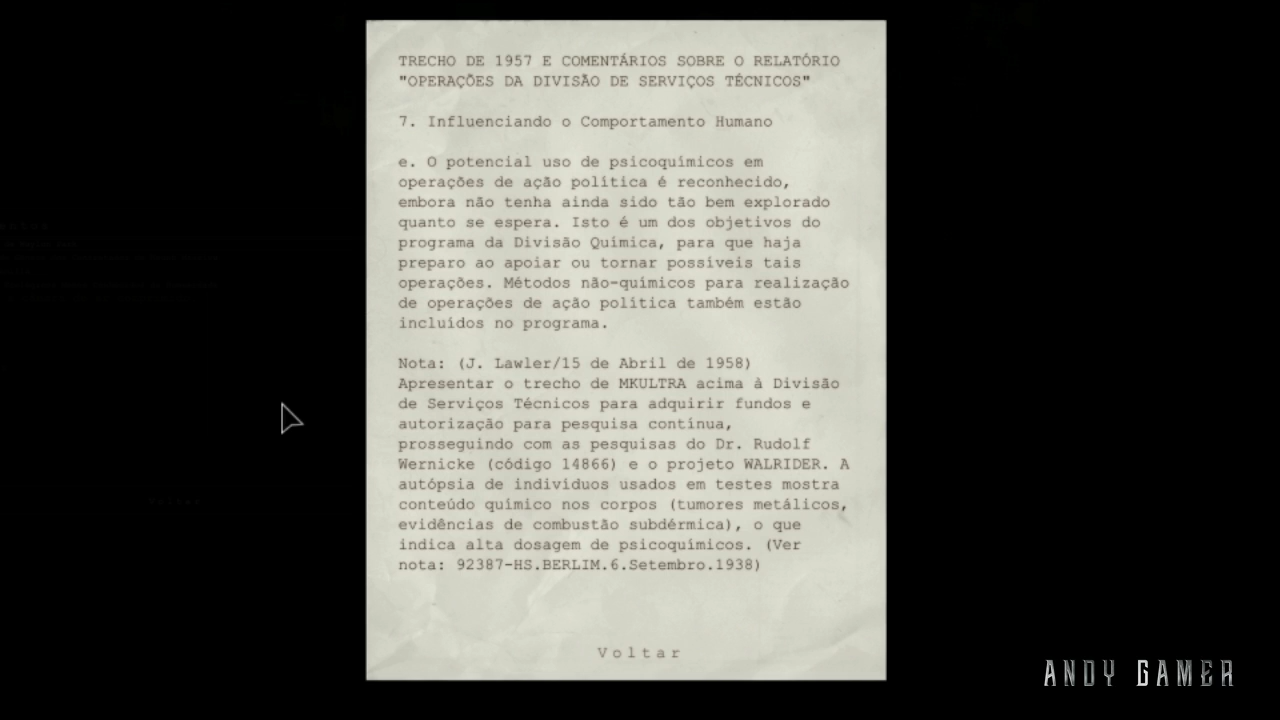 TRECHO DE 1957 E COMENTÁRIOS SOBRE O RELATÓRIO
"OPERAÇÕES DA DIVISÃO DE SERVIÇOS TÉCNICOS"
7. Influenciando o Comportamento Humano
e. O potencial uso de psicoquímicos em
operações de ação política é reconhecido,
embora não tenha ainda sido tão bem explorado
quanto se espera. Isto é um dos objetivos do
programa da Divisão Química, para que haja
preparo ao apoiar ou tornar possíveis tais
operações. Métodos não-químicos para realização
de operações de ação política também estão
incluídos no programa.
Nota: (J. Lawler/15 de Abril de 1958)
Apresentar o trecho de MKULTRA acima à Divisão
de Serviços Técnicos para adquirir fundos e
autorização para pesquisa contínua,
prosseguindo com as pesquisas do Dr. Rudolf
Wernicke (código 14866) e o projeto WALRIDER. A
autópsia de indivíduos usados em testes mostra
conteúdo químico nos corpos (tumores metálicos,
evidências de combustão subdérmica), o que
indica alta dosagem de psicoquímicos. (Ver
nota: 92387-HS.BERLIM.6.Setembro.1938)
Voltar
ANDY GAMER